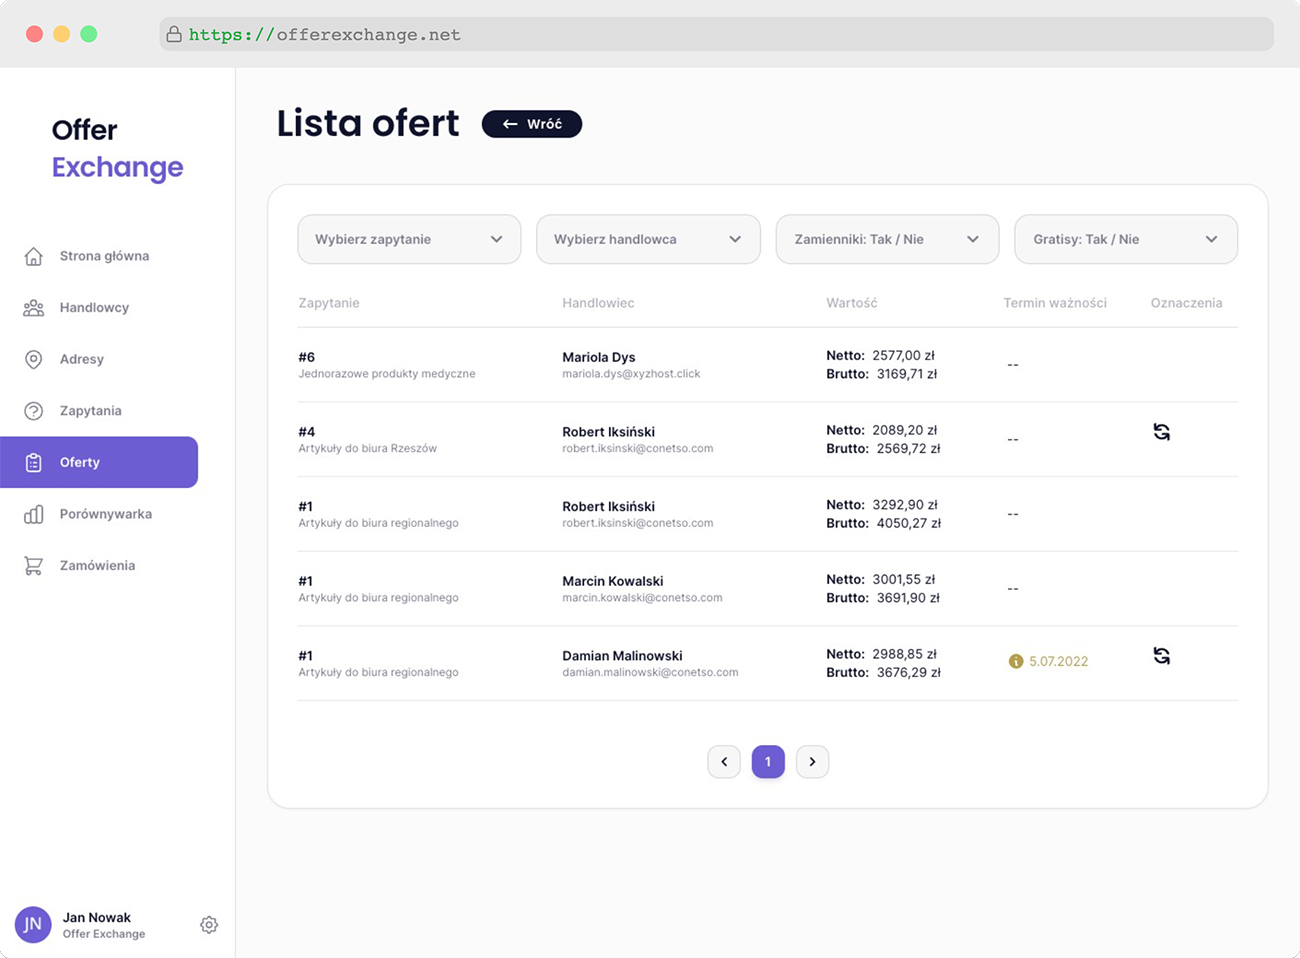 https://offerexchange.net
Offer
Exchange
Strona główna
Handlowcy
Adresy
Zapytania
Oferty
Porównywarka
Zamówienia
JN
Jan Nowak
Offer Exchange
Lista ofert
← Wróć
Wybierz zapytanie
Wybierz handlowca
Zamienniki: Tak / Nie
Gratisy: Tak / Nie
Zapytanie Handlowiec Wartość Termin ważności Oznaczenia
#6 Mariola Dys Netto: 2577,00 zł
Jednorazowe produkty medyczne mariola.dys@xyzhost.click Brutto: 3169,71 zł --
#4 Robert Iksiński Netto: 2089,20 zł
Artykuły do biura Rzeszów robert.iksinski@conetso.com Brutto: 2569,72 zł --
#1 Robert Iksiński Netto: 3292,90 zł
Artykuły do biura regionalnego robert.iksinski@conetso.com Brutto: 4050,27 zł --
#1 Marcin Kowalski Netto: 3001,55 zł
Artykuły do biura regionalnego marcin.kowalski@conetso.com Brutto: 3691,90 zł --
#1 Damian Malinowski Netto: 2988,85 zł
Artykuły do biura regionalnego damian.malinowski@conetso.com Brutto: 3676,29 zł 5.07.2022
1